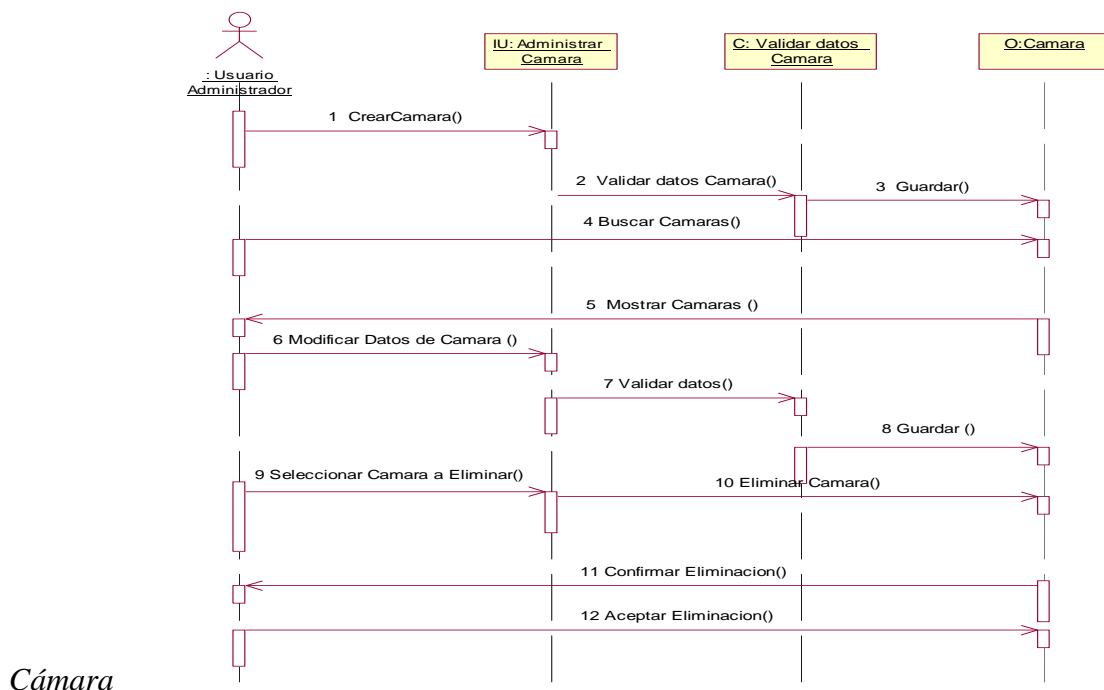 : Usuario
Administrador
IU: Administrar
Camara
C: Validar datos
Camara
O:Camara
1 CrearCamara()
2 Validar datos Camara()
3 Guardar()
4 Buscar Camaras()
5 Mostrar Camaras ()
6 Modificar Datos de Camara ()
7 Validar datos()
8 Guardar ()
9 Seleccionar Camara a Eliminar()
10 Eliminar Camara()
11 Confirmar Eliminacion()
12 Aceptar Eliminacion()
Cámara